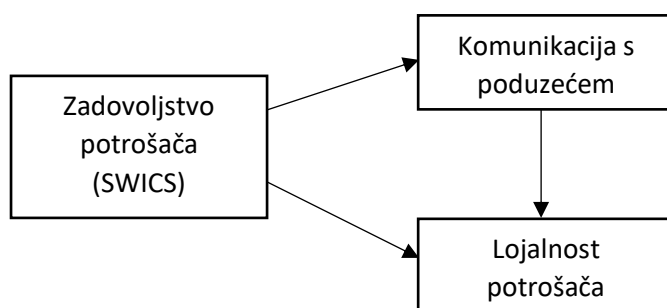 Komunikacija s
poduzećem
Zadovoljstvo
potrošača
(SWICS)
Lojalnost
potrošača